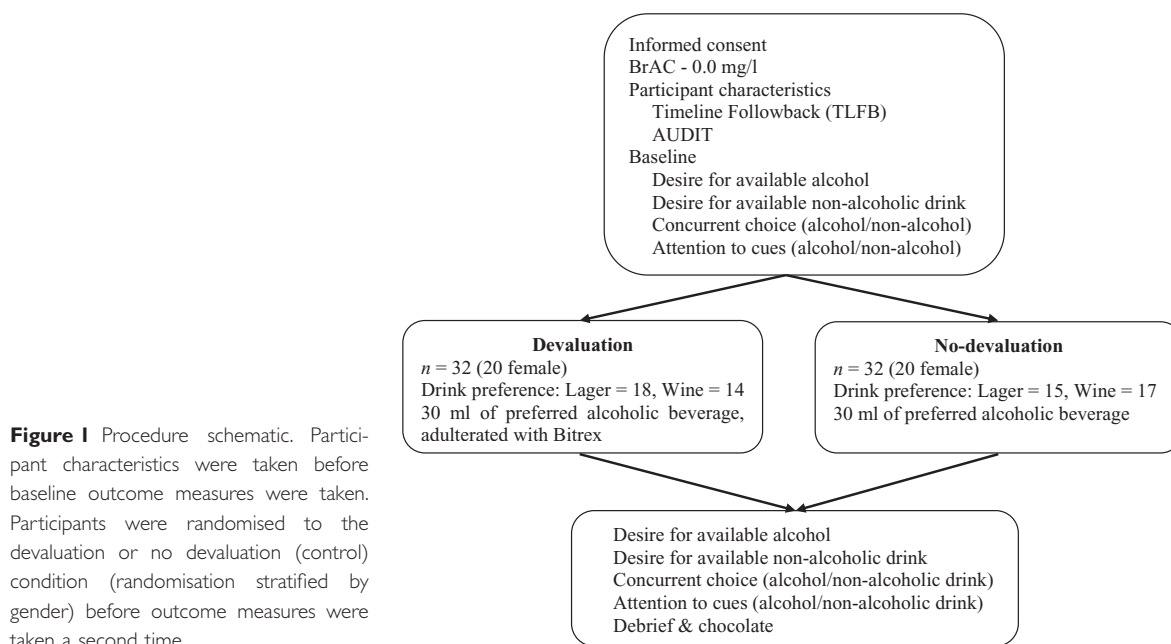 Informed consent
BrAC - 0.0 mg/l
Participant characteristics
Timeline Followback (TLFB)
AUDIT
Baseline
Desire for available alcohol
Desire for available non-alcoholic drink
Concurrent choice (alcohol/non-alcohol)
Attention to cues (alcohol/non-alcohol)
Devaluation
n = 32 (20 female)
Drink preference: Lager = 18, Wine = 14
30 ml of preferred alcoholic beverage,
adulterated with Bitrex
No-devaluation
n = 32 (20 female)
Drink preference: Lager = 15, Wine = 17
30 ml of preferred alcoholic beverage
Desire for available alcohol
Desire for available non-alcoholic drink
Concurrent choice (alcohol/non-alcoholic drink)
Attention to cues (alcohol/non-alcoholic drink)
Debrief & chocolate
Figure 1 Procedure schematic. Partici-
pant characteristics were taken before
baseline outcome measures were taken.
Participants were randomised to the
devaluation or no devaluation (control)
condition (randomisation stratified by
gender) before outcome measures were
taken a second time